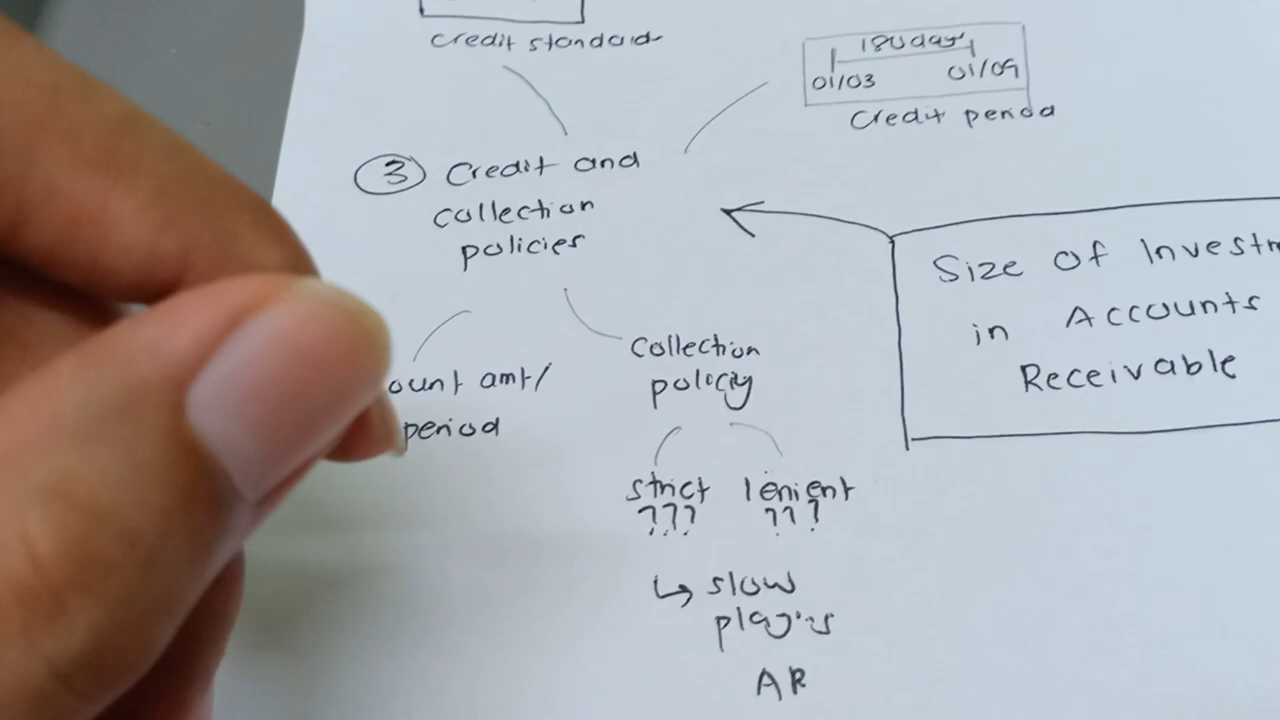 credit standard
180 days
01/03 01/09
Credit period
3 Credit and
collection
policies
Size of Investm
in Accounts
Receivable
ount amt/
period
Collection
policy
strict lenient
??? ???
↳ slow
AR